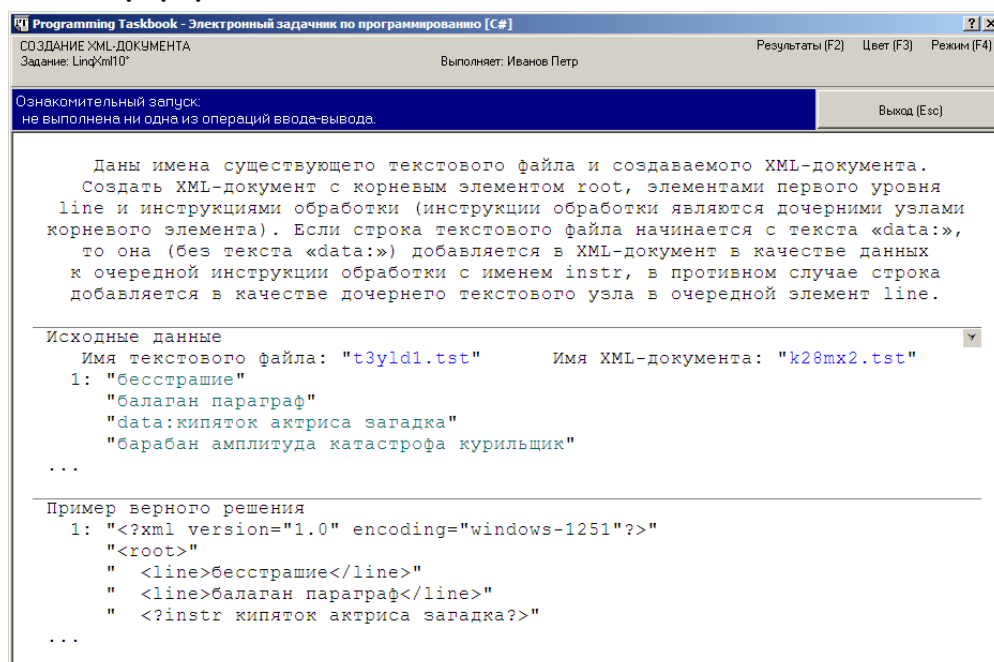 Programming Taskbook - Электронный задачник по программированию [C#]
СОЗДАНИЕ XML-ДОКУМЕНТА
Результаты (F2) Цвет (F3) Режим (F4)
Задание: LinqXml10* Выполняет: Иванов Петр
Ознакомительный запуск:
не выполнена ни одна из операций ввода-вывода.
Выход (Esc)
Даны имена существующего текстового файла и создаваемого XML-документа.
Создать XML-документ с корневым элементом root, элементами первого уровня
line и инструкциями обработки (инструкции обработки являются дочерними узлами
корневого элемента). Если строка текстового файла начинается с текста «data:»,
то она (без текста «data:») добавляется в XML-документ в качестве данных
к очередной инструкции обработки с именем instr, в противном случае строка
добавляется в качестве дочернего текстового узла в очередной элемент line.
Исходные данные
Имя текстового файла: "t3yld1.tst" Имя XML-документа: "k28mx2.tst"
1: "бесстрашие"
"балаган параграф"
"data:кипяток актриса загадка"
"барабан амплитуда катастрофа курильщик"
...
Пример верного решения
1: "<?xml version="1.0" encoding="windows-1251"?>"
"<root>"
" <line>бесстрашие</line>"
" <line>балаган параграф</line>"
" <?instr кипяток актриса загадка?>"
...